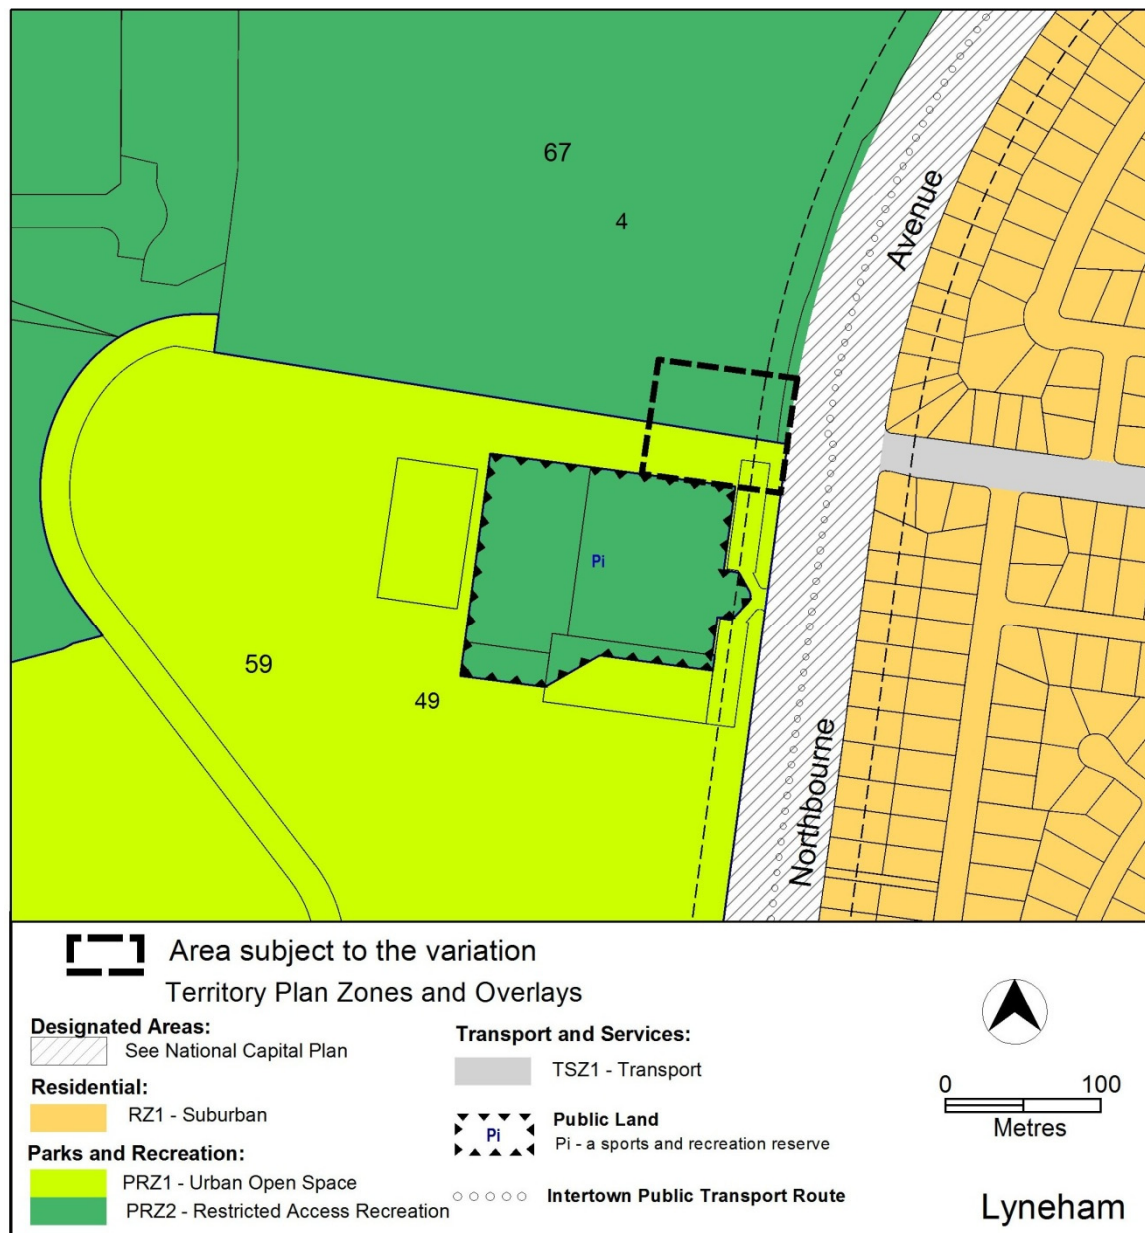 67
4
Avenue
Pi
59
49
Northbourne
Area subject to the variation
Territory Plan Zones and Overlays
Designated Areas:
See National Capital Plan
Residential:
RZ1 - Suburban
Parks and Recreation:
PRZ1 - Urban Open Space
PRZ2 - Restricted Access Recreation
Transport and Services:
TSZ1 - Transport
Pi
Public Land
Pi - a sports and recreation reserve
Intertown Public Transport Route
0 100
Metres
Lyneham